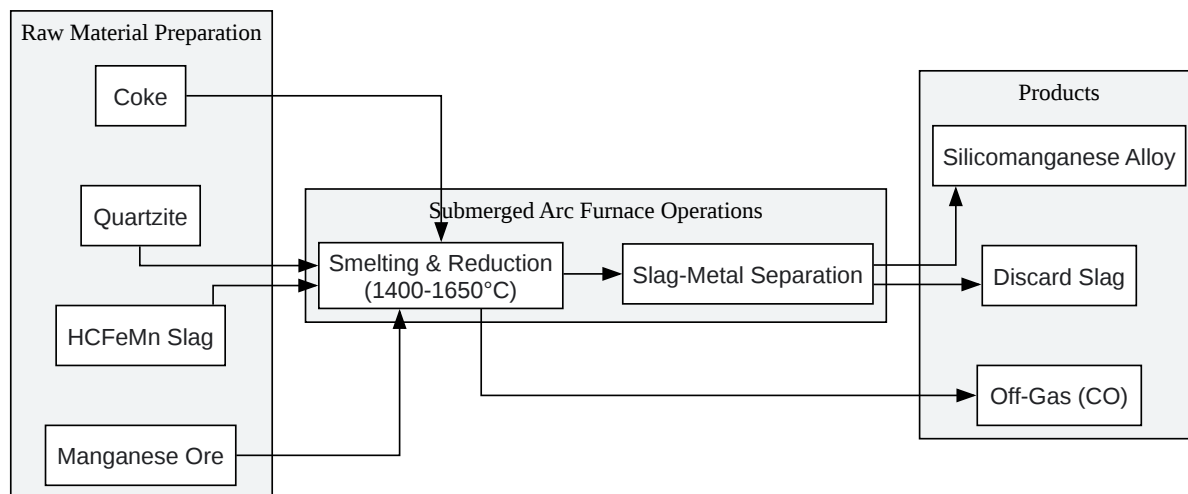 Raw Material Preparation
Coke
Quartzite
HCFeMn Slag
Manganese Ore
Submerged Arc Furnace Operations
Smelting & Reduction
(1400-1650°C)
Slag-Metal Separation
Products
Silicomanganese Alloy
Discard Slag
Off-Gas (CO)